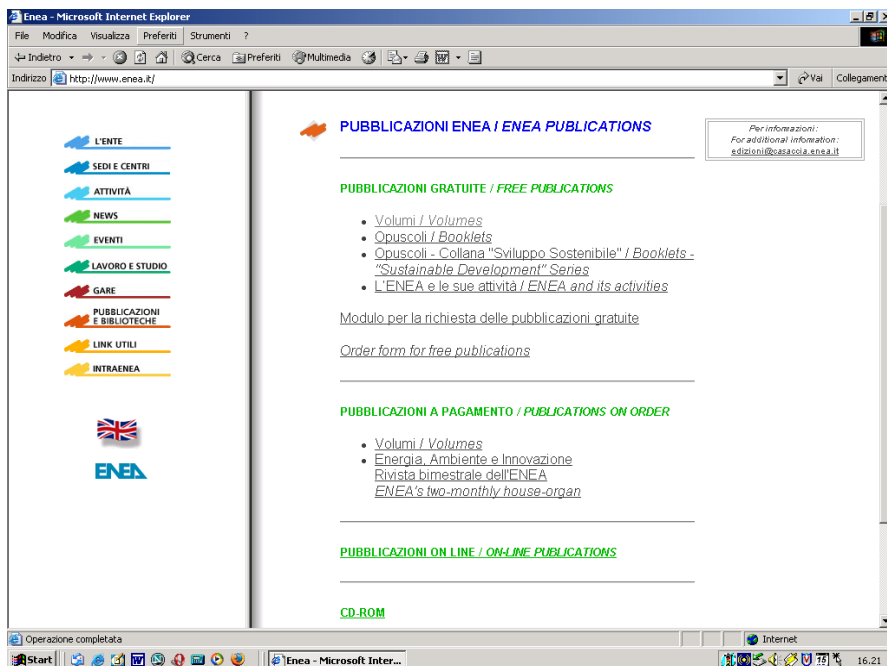 Enea - Microsoft Internet Explorer
File Modifica Visualizza Preferiti Strumenti ?
Indietro Cerca Preferiti Multimedia
Indirizzo http://www.enea.it/ Vai Collegament
L'ENTE
SEDI E CENTRI
ATTIVITÀ
NEWS
EVENTI
LAVORO E STUDIO
GARE
PUBBLICAZIONI
E BIBLIOTECHE
LINK UTILI
INTRAENEA
ENEA
PUBBLICAZIONI ENEA / ENEA PUBLICATIONS
Per infomazioni:
For additional infomation:
edizioni@casaccia.enea.it
PUBBLICAZIONI GRATUITE / FREE PUBLICATIONS
Volumi / Volumes
Opuscoli / Booklets
Opuscoli - Collana "Sviluppo Sostenibile" / Booklets -
"Sustainable Development" Series
L'ENEA e le sue attività / ENEA and its activities
Modulo per la richiesta delle pubblicazioni gratuite
Order form for free publications
PUBBLICAZIONI A PAGAMENTO / PUBLICATIONS ON ORDER
Volumi / Volumes
Energia, Ambiente e Innovazione
Rivista bimestrale dell'ENEA
ENEA's two-monthly house-organ
PUBBLICAZIONI ON LINE / ON-LINE PUBLICATIONS
CD-ROM
Operazione completata Internet
Start Enea - Microsoft Inter... 16.21